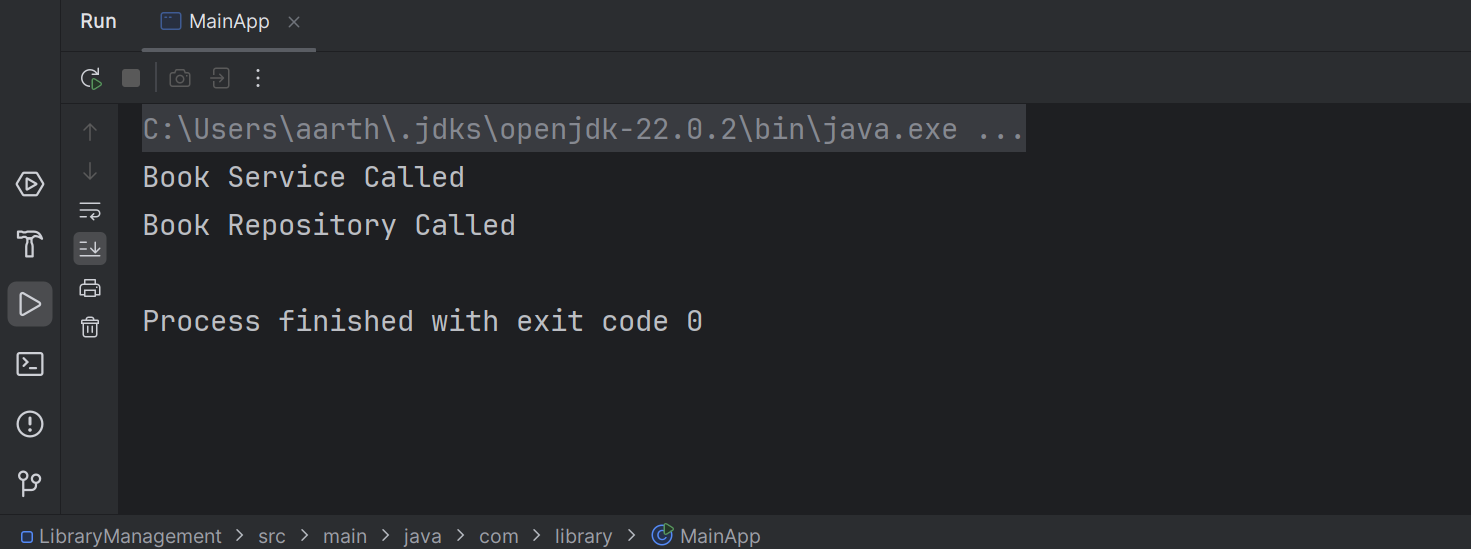 Run MainApp
C:\Users\aarth\.jdks\openjdk-22.0.2\bin\java.exe ...
Book Service Called
Book Repository Called
Process finished with exit code 0
LibraryManagement > src > main > java > com > library > MainApp